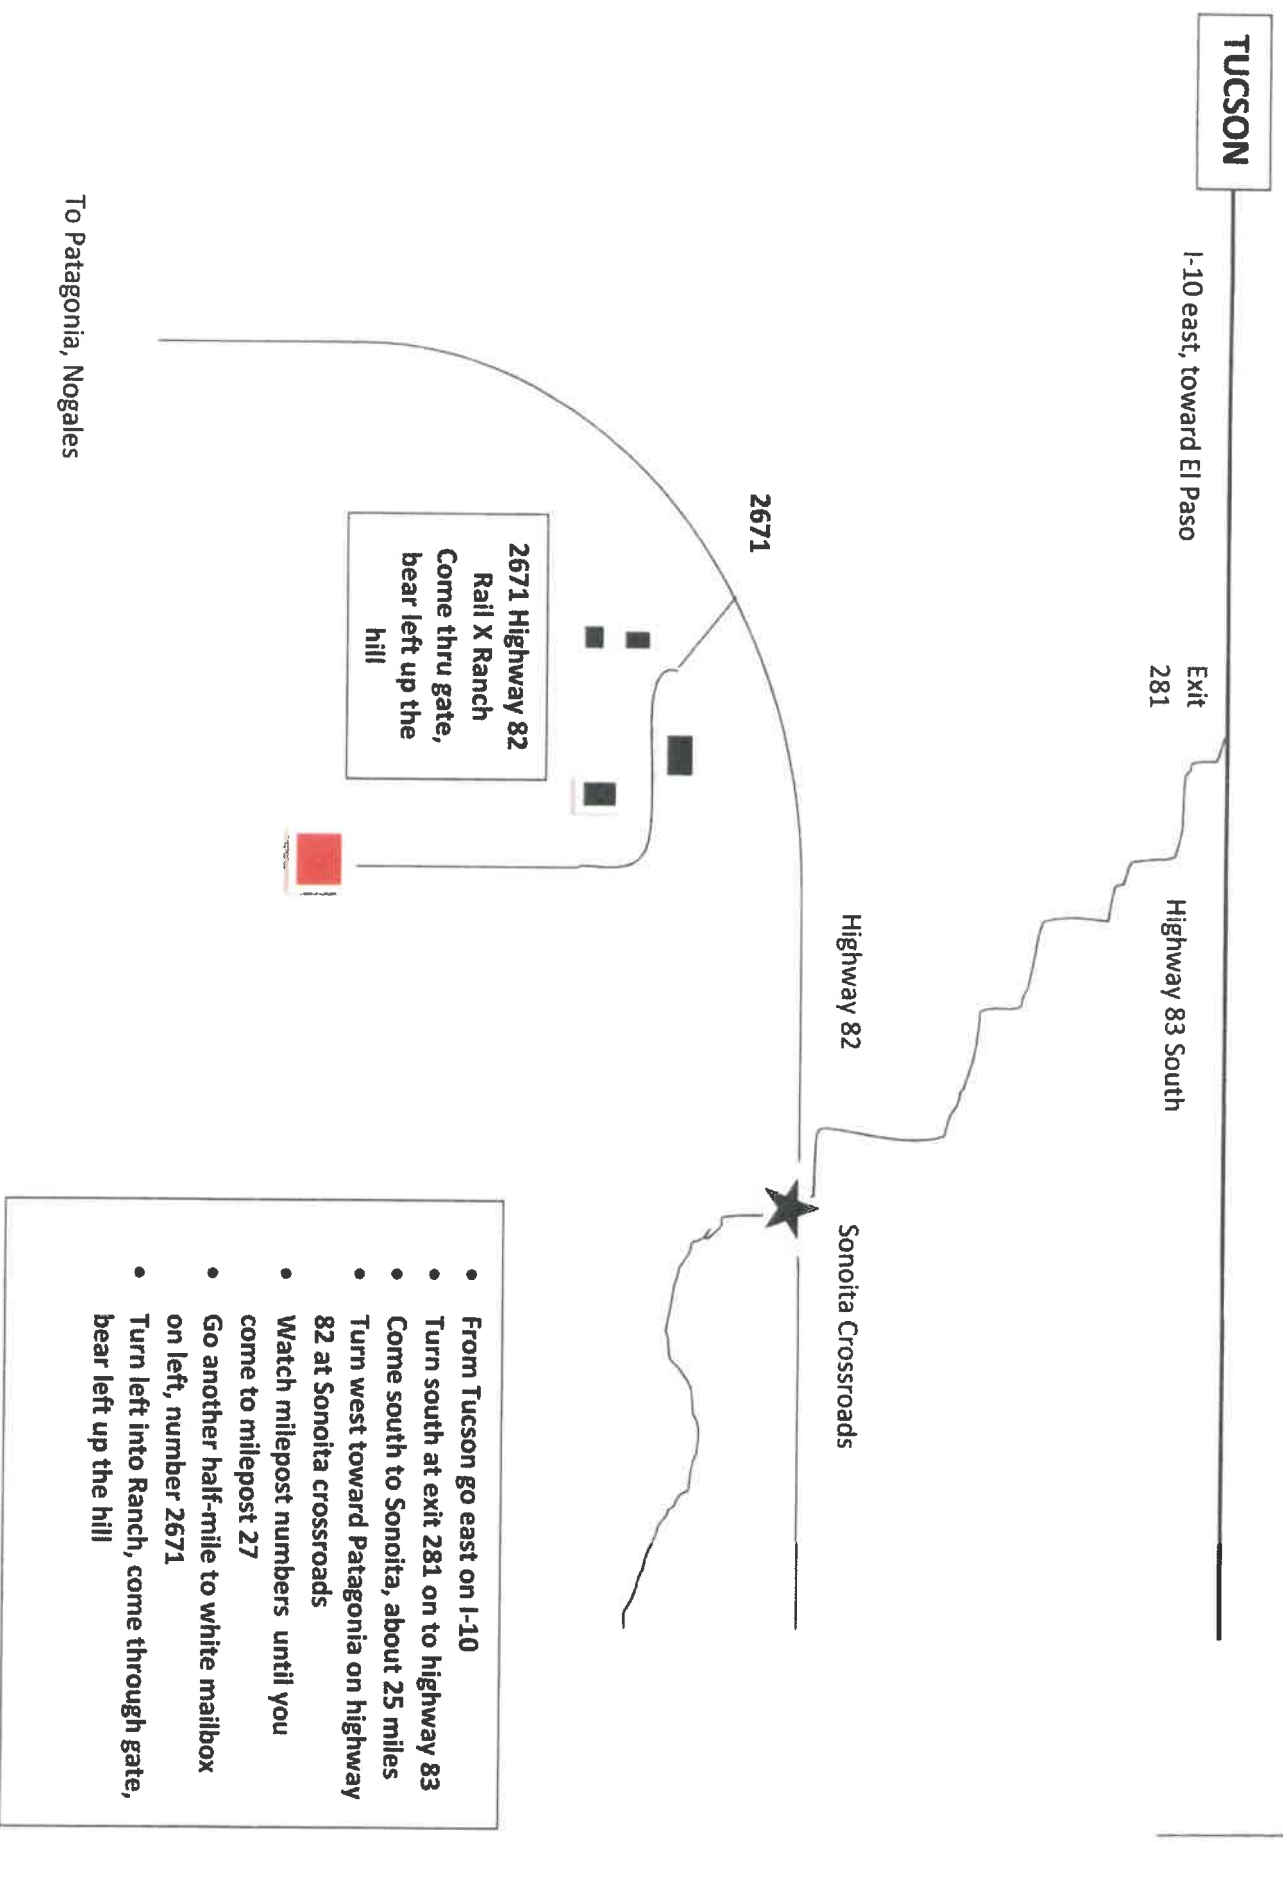 TUCSON
I-10 east, toward El Paso
Exit
281
Highway 83 South
Highway 82
Sonoita Crossroads
2671
2671 Highway 82
Rail X Ranch
Come thru gate,
bear left up the
hill
To Patagonia, Nogales
• From Tucson go east on I-10
• Turn south at exit 281 on to highway 83
• Come south to Sonoita, about 25 miles
• Turn west toward Patagonia on highway
82 at Sonoita crossroads
• Watch milepost numbers until you
come to milepost 27
• Go another half-mile to white mailbox
on left, number 2671
• Turn left into Ranch, come through gate,
bear left up the hill